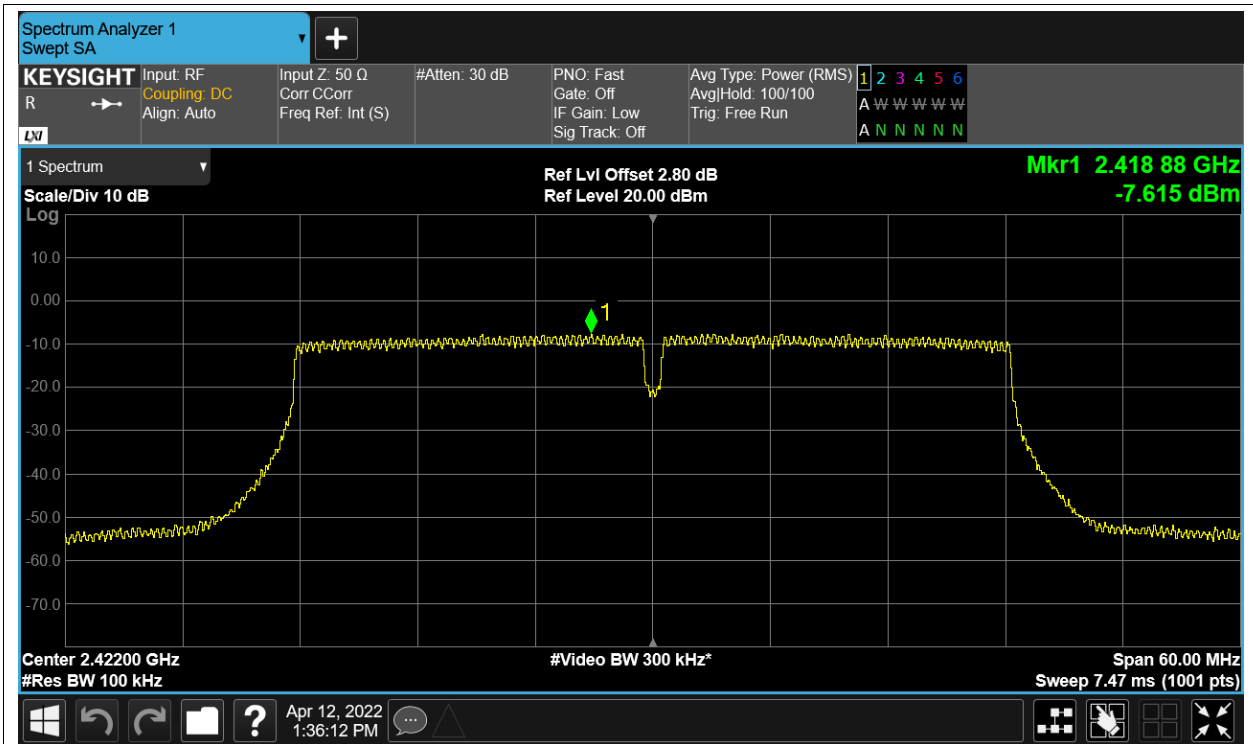 Spectrum Analyzer 1
Swept SA
KEYSIGHT
R
LXI
Input: RF
Coupling: DC
Align: Auto
Input Z: 50 Ω
Corr CCorr
Freq Ref: Int (S)
#Atten: 30 dB
PNO: Fast
Gate: Off
IF Gain: Low
Sig Track: Off
Avg Type: Power (RMS)
Avg|Hold: 100/100
Trig: Free Run
1 2 3 4 5 6
A W W W W W
A N N N N N
1 Spectrum
Scale/Div 10 dB
Log
Ref Lvl Offset 2.80 dB
Ref Level 20.00 dBm
Mkr1 2.418 88 GHz
-7.615 dBm
10.0
0.00
-10.0
-20.0
-30.0
-40.0
-50.0
-60.0
-70.0
1
Center 2.42200 GHz
#Res BW 100 kHz
#Video BW 300 kHz*
Span 60.00 MHz
Sweep 7.47 ms (1001 pts)
?
Apr 12, 2022
1:36:12 PM